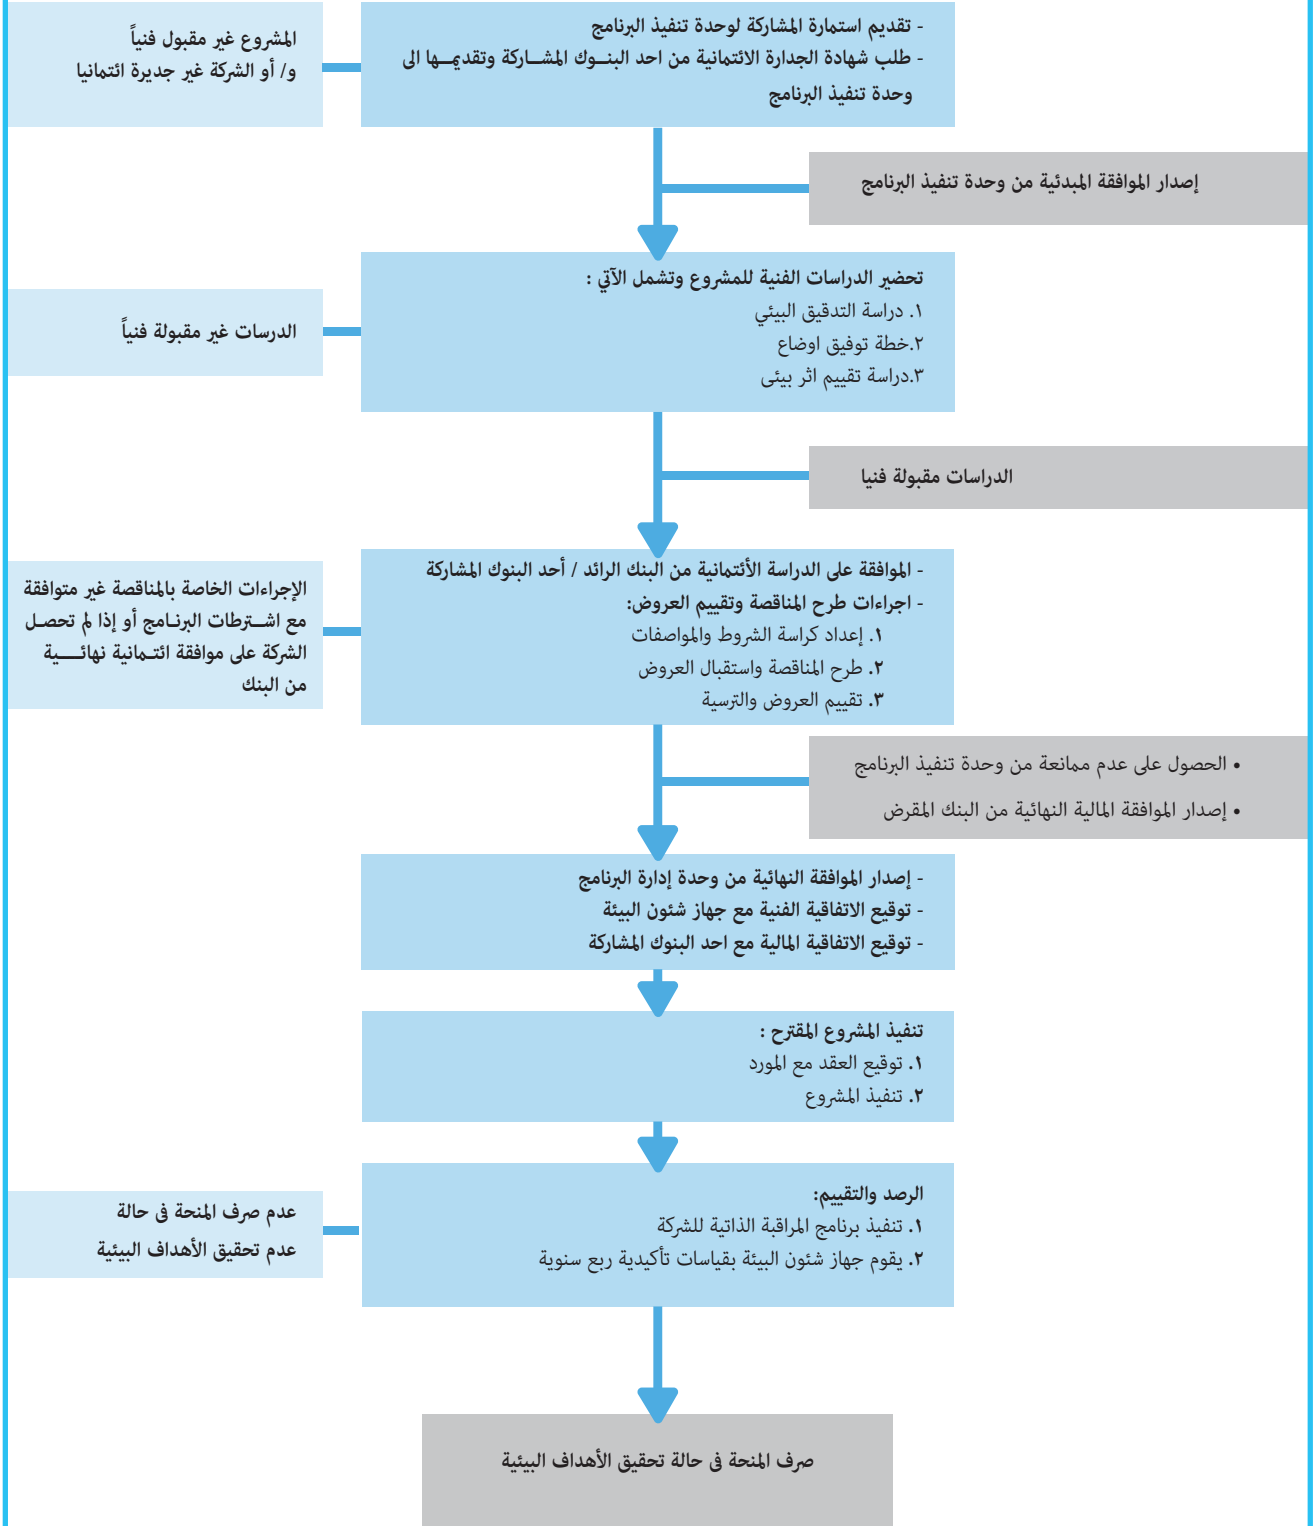 - تقديم استمارة المشاركة لوحدة تنفيذ البرنامج
- طلب شهادة الجدارة الائتمانية من احد البنــوك المشــاركة وتقديمــها الى
وحدة تنفيذ البرنامج
المشروع غير مقبول فنياً
و/ أو الشركة غير جديرة ائتمانيا
إصدار الموافقة المبدئية من وحدة تنفيذ البرنامج
تحضير الدراسات الفنية للمشروع وتشمل الآتي :
١. دراسة التدقيق البيئي
٢.خطة توفيق اوضاع
٣.دراسة تقييم اثر بيئى
الدرسات غير مقبولة فنياً
الدراسات مقبولة فنيا
- الموافقة على الدراسة الأئتمانية من البنك الرائد / أحد البنوك المشاركة
- اجراءات طرح المناقصة وتقييم العروض:
١. إعداد كراسة الشروط والمواصفات
٢. طرح المناقصة واستقبال العروض
٣. تقييم العروض والترسية
الإجراءات الخاصة بالمناقصة غير متوافقة
مع اشــترطات البرنـامج أو إذا لم تحصـل
الشركة على موافقة ائتـمانية نهائـــــية
من البنك
• الحصول على عدم ممانعة من وحدة تنفيذ البرنامج
• إصدار الموافقة المالية النهائية من البنك المقرض
- إصدار الموافقة النهائية من وحدة إدارة البرنامج
- توقيع الاتفاقية الفنية مع جهاز شئون البيئة
- توقيع الاتفاقية المالية مع احد البنوك المشاركة
تنفيذ المشروع المقترح :
١. توقيع العقد مع المورد
٢. تنفيذ المشروع
الرصد والتقييم:
١. تنفيذ برنامج المراقبة الذاتية للشركة
٢. يقوم جهاز شئون البيئة بقياسات تأكيدية ربع سنوية
عدم صرف المنحة فى حالة
عدم تحقيق الأهداف البيئية
صرف المنحة فى حالة تحقيق الأهداف البيئية